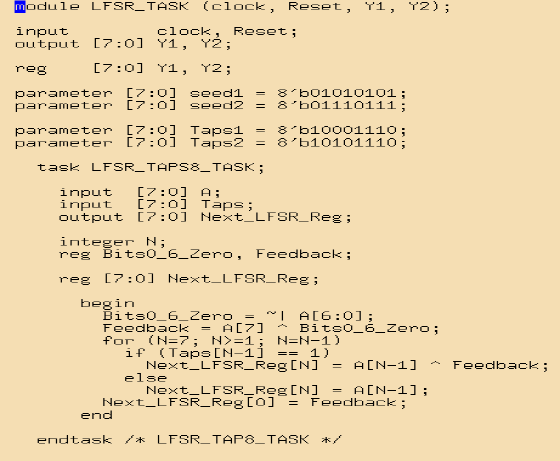 module LFSR_TASK (clock, Reset, Y1, Y2);
input clock, Reset;
output [7:0] Y1, Y2;
reg [7:0] Y1, Y2;
parameter [7:0] seed1 = 8'b01010101;
parameter [7:0] seed2 = 8'b01110111;
parameter [7:0] Taps1 = 8'b10001110;
parameter [7:0] Taps2 = 8'b10101110;
task LFSR_TAPS8_TASK;
input [7:0] A;
input [7:0] Taps;
output [7:0] Next_LFSR_Reg;
integer N;
reg Bits0_6_Zero, Feedback;
reg [7:0] Next_LFSR_Reg;
begin
Bits0_6_Zero = ~| A[6:0];
Feedback = A[7] ^ Bits0_6_Zero;
for (N=7; N>=1; N=N-1)
if (Taps[N-1] == 1)
Next_LFSR_Reg[N] = A[N-1] ^ Feedback;
else
Next_LFSR_Reg[N] = A[N-1];
Next_LFSR_Reg[0] = Feedback;
end
endtask /* LFSR_TAP8_TASK */